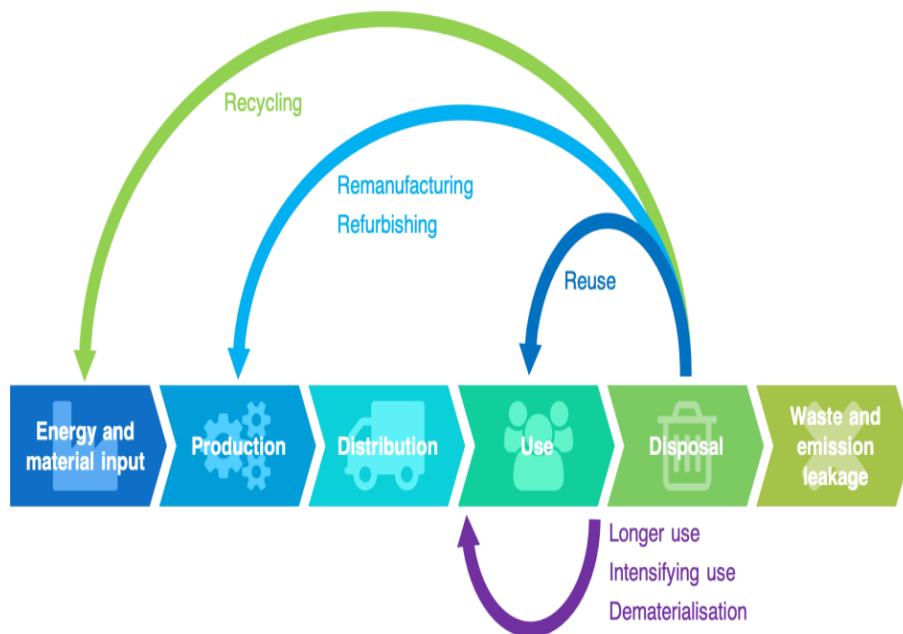 Recycling
Remanufacturing
Refurbishing
Reuse
Energy and
material input
Production
Distribution
Use
Disposal
Waste and
emission
leakage
Longer use
Intensifying use
Dematerialisation